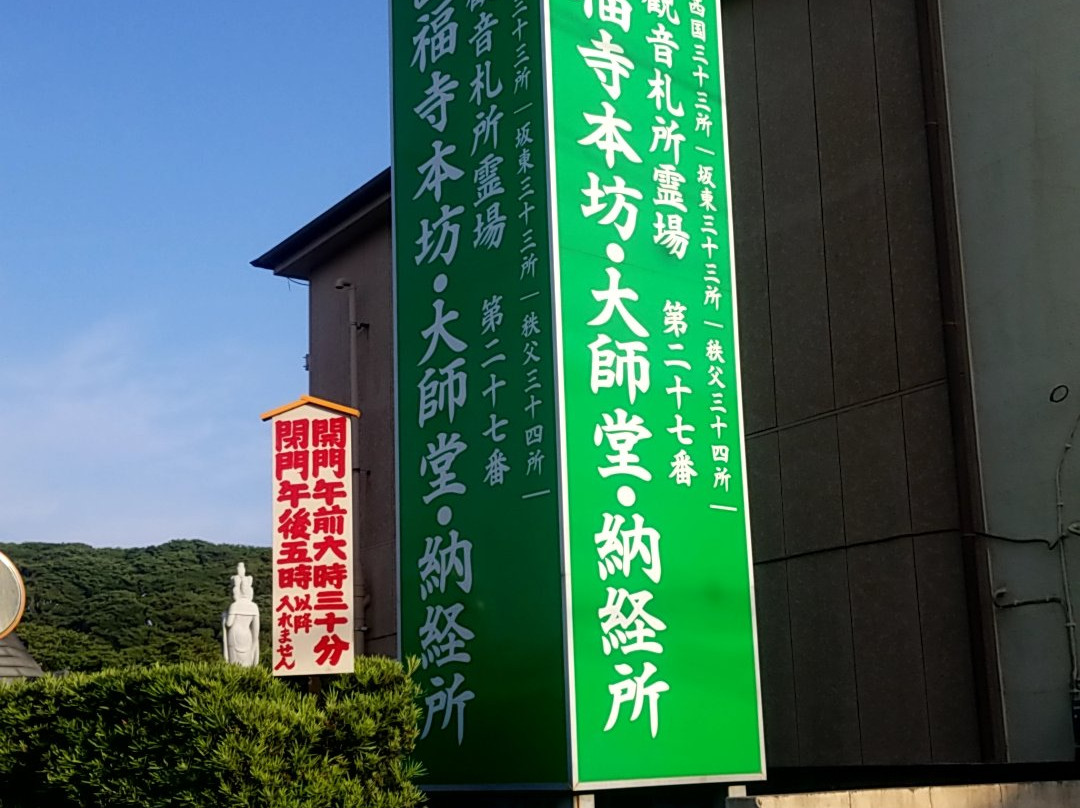 西国三十三所｜坂東三十三所｜秩父三十四所｜
観音札所霊場 第二十七番
福寺本坊・大師堂・納経所
三十三所｜坂東三十三所｜秩父三十四所｜
観音札所霊場 第二十七番
福寺本坊・大師堂・納経所
開門午前六時三十分
閉門午後五時以降入れません